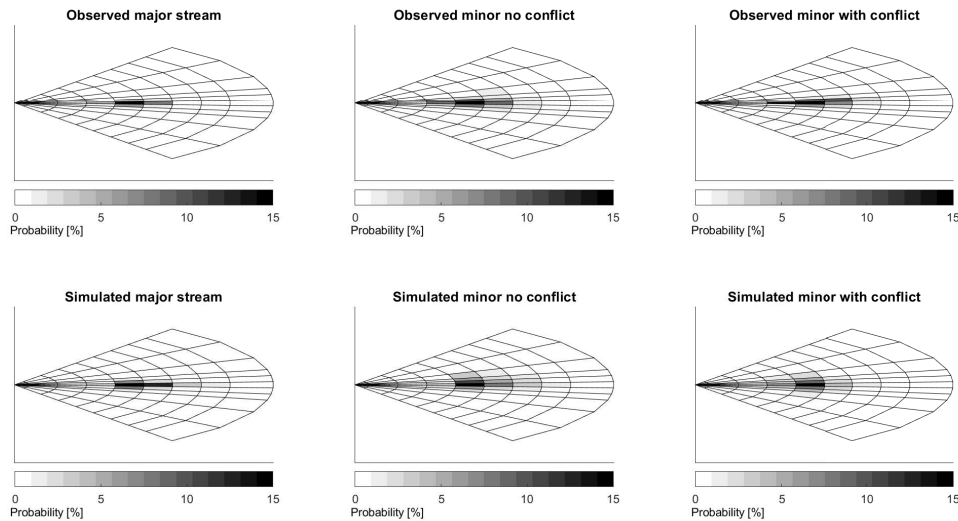 Observed major stream
Observed minor no conflict
Observed minor with conflict
0 5 10 15
Probability [%]
0 5 10 15
Probability [%]
0 5 10 15
Probability [%]
Simulated major stream
Simulated minor no conflict
Simulated minor with conflict
0 5 10 15
Probability [%]
0 5 10 15
Probability [%]
0 5 10 15
Probability [%]